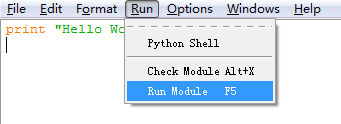 File Edit Format Run Options Windows Help
print "Hello Wo
Python Shell
Check Module Alt+X
Run Module F5